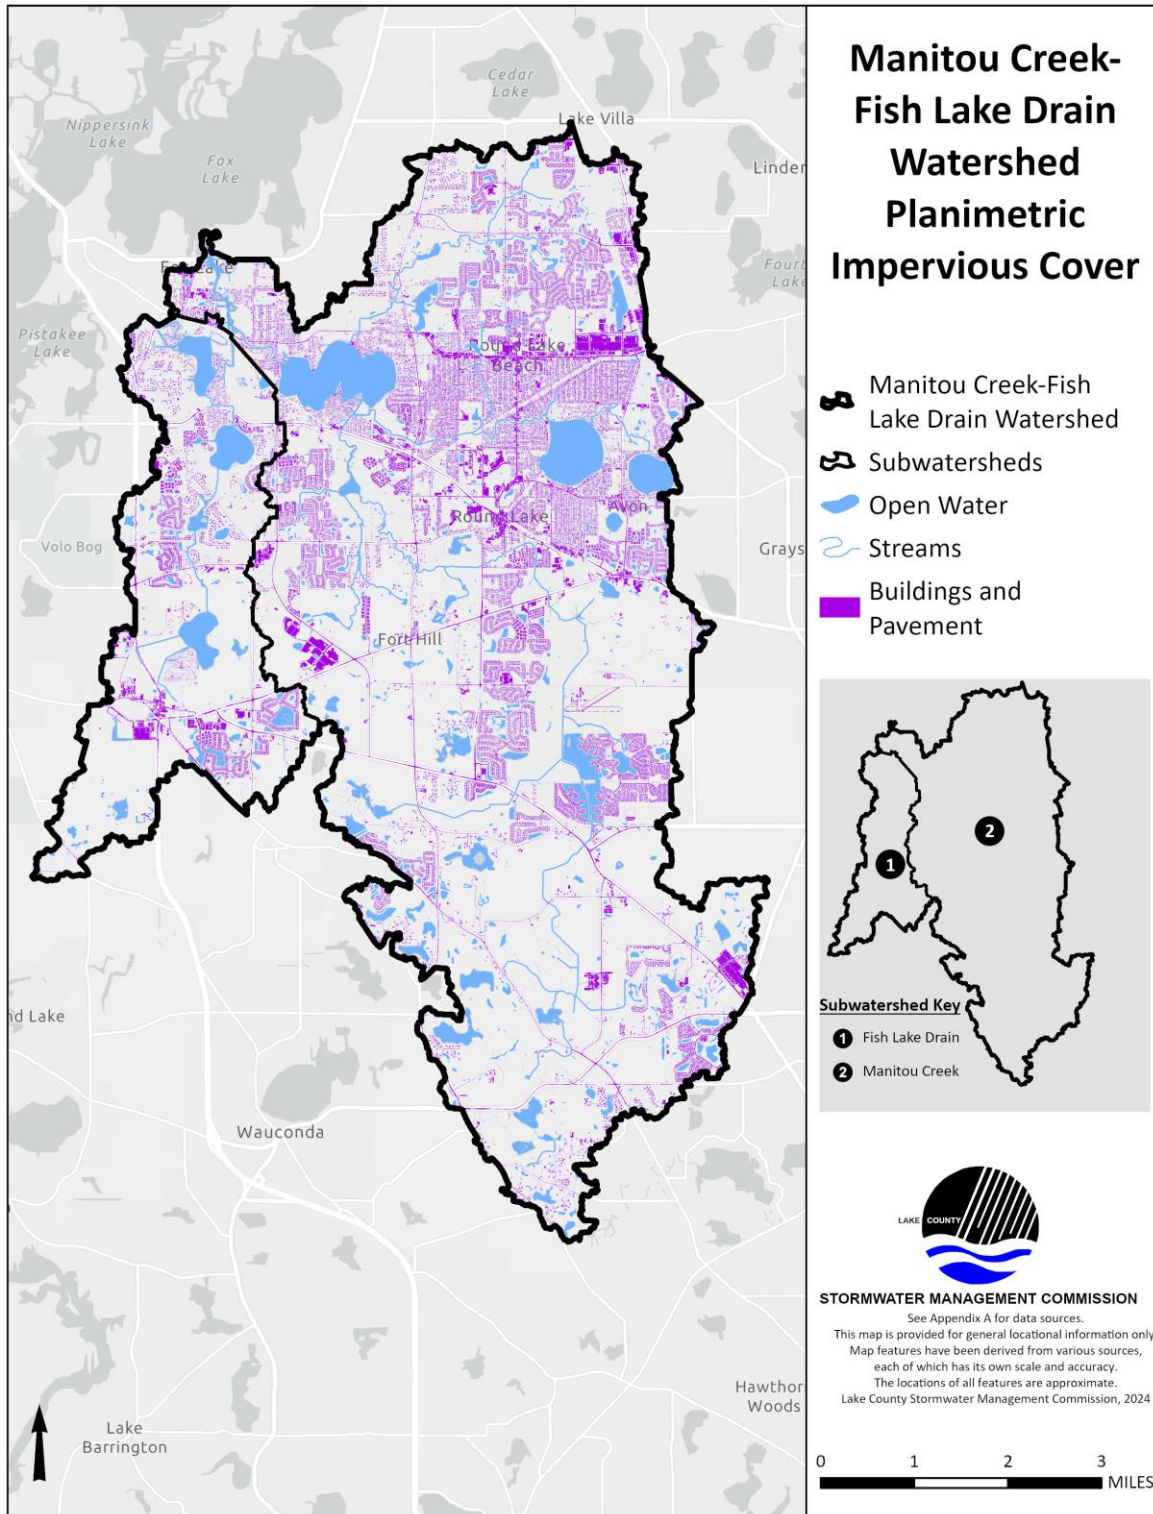 Manitou Creek-
Fish Lake Drain
Watershed
Planimetric
Impervious Cover
Manitou Creek-Fish
Lake Drain Watershed
Subwatersheds
Open Water
Streams
Buildings and
Pavement
Cedar
Lake
Lake Villa
Nippersink
Lake
Fox
Lake
Linden
Fox Lake
Fourth
Lake
Pistakee
Lake
Round Lake
Beach
Avon
Round Lake
Volo Bog
Grays
Fort Hill
nd Lake
Wauconda
Hawthor
Woods
Lake
Barrington
1
2
Subwatershed Key
1 Fish Lake Drain
2 Manitou Creek
LAKE COUNTY
STORMWATER MANAGEMENT COMMISSION
See Appendix A for data sources.
This map is provided for general locational information only
Map features have been derived from various sources,
each of which has its own scale and accuracy.
The locations of all features are approximate.
Lake County Stormwater Management Commission, 2024
0 1 2 3
MILES